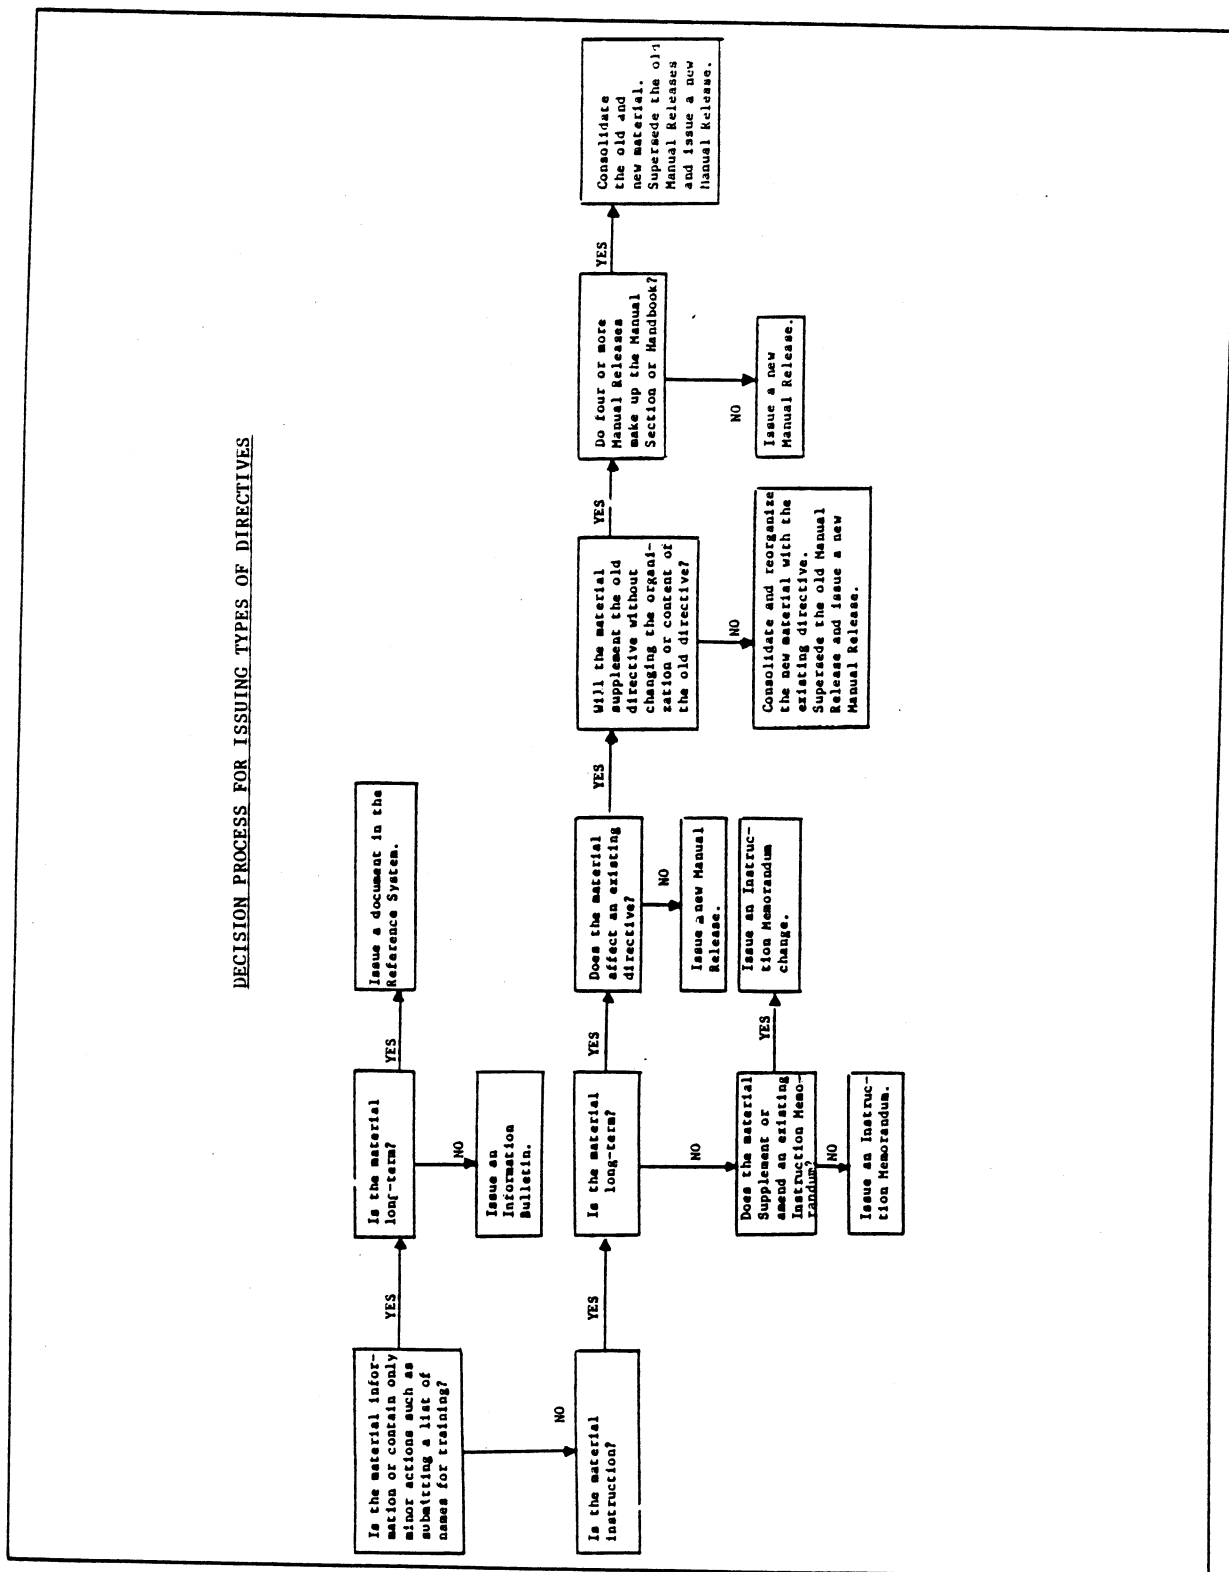 DECISION PROCESS FOR ISSUING TYPES OF DIRECTIVES
Is the material infor-
mation or contain only
minor actions such as
submitting a list of
names for training?
YES
Is the material
long-term?
YES
Issue a document in the
Reference System.
NO
Issue an
Information
Bulletin.
NO
Is the material
instruction?
YES
Is the material
long-term?
YES
Does the material
affect an existing
directive?
YES
Will the material
supplement the old
directive without
changing the organi-
zation or content of
the old directive?
YES
Do four or more
Manual Releases
make up the Manual
Section or Handbook?
YES
Consolidate
the old and
new material.
Supersede the old
Manual Releases
and issue a new
Manual Release.
NO
Issue a new
Manual Release.
NO
Consolidate and reorganize
the new material with the
existing directive.
Supersede the old Manual
Release and issue a new
Manual Release.
NO
Issue a new Manual
Release.
NO
Does the material
Supplement or
amend an existing
Instruction Memo-
randum?
YES
Issue an Instruc-
tion Memorandum
change.
NO
Issue an Instruc-
tion Memorandum.